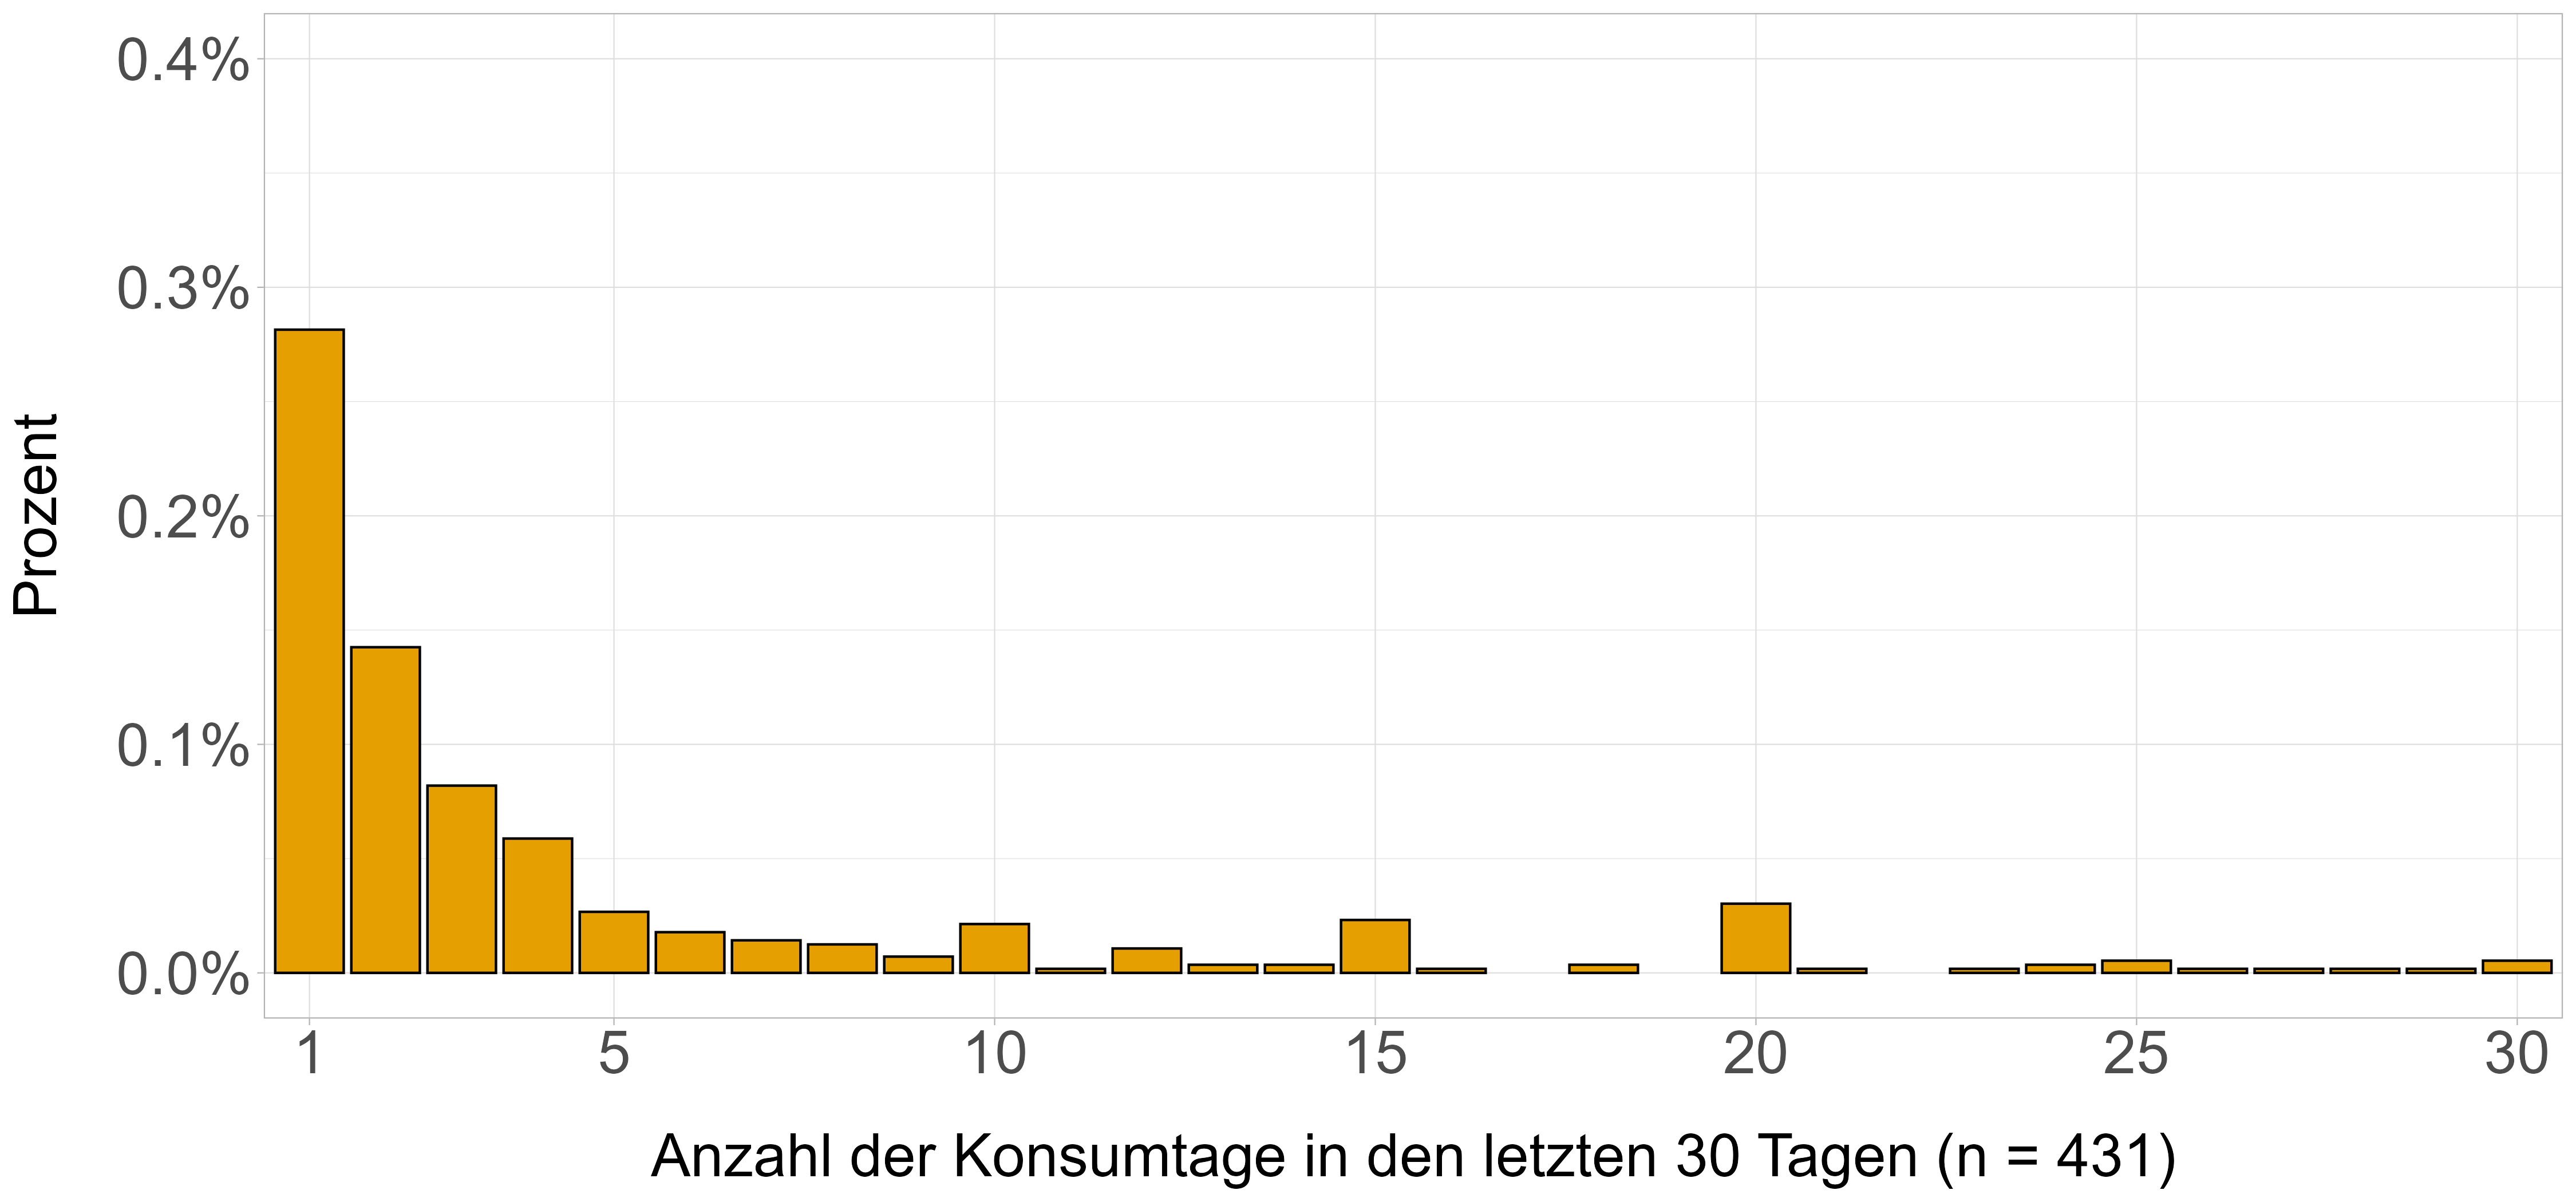 0.4%
0.3%
0.2%
0.1%
0.0%
Prozent
1 5 10 15 20 25 30
Anzahl der Konsumtage in den letzten 30 Tagen (n = 431)